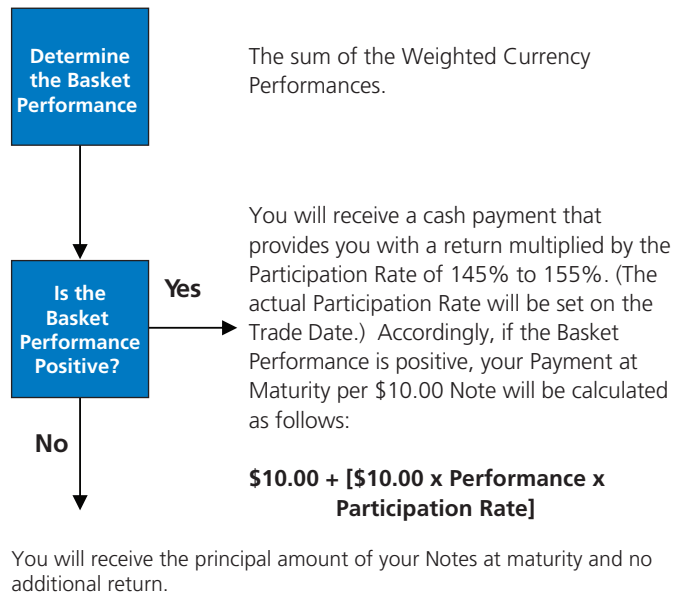 Determine
the Basket
Performance
The sum of the Weighted Currency
Performances.
Is the
Basket
Performance
Positive?
Yes
You will receive a cash payment that
provides you with a return multiplied by the
Participation Rate of 145% to 155%. (The
actual Participation Rate will be set on the
Trade Date.)  Accordingly, if the Basket
Performance is positive, your Payment at
Maturity per $10.00 Note will be calculated
as follows:
$10.00 + [$10.00 x Performance x
Participation Rate]
No
You will receive the principal amount of your Notes at maturity and no
additional return.